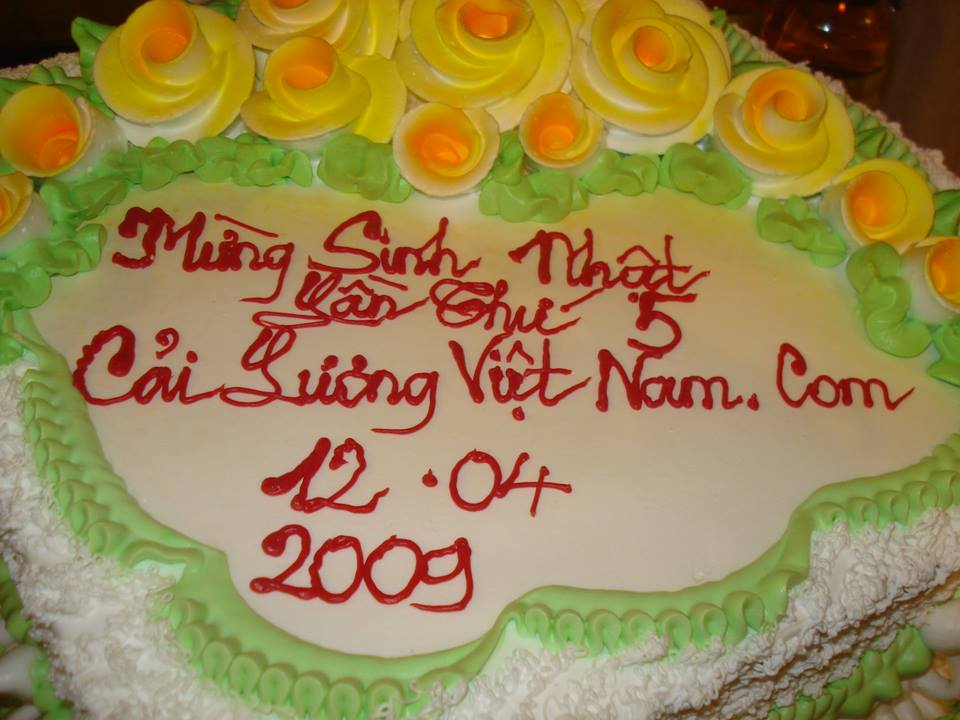 Mừng Sinh Nhật
Lần Thứ 5
Cải Lương Việt Nam. Com
12.04
2009